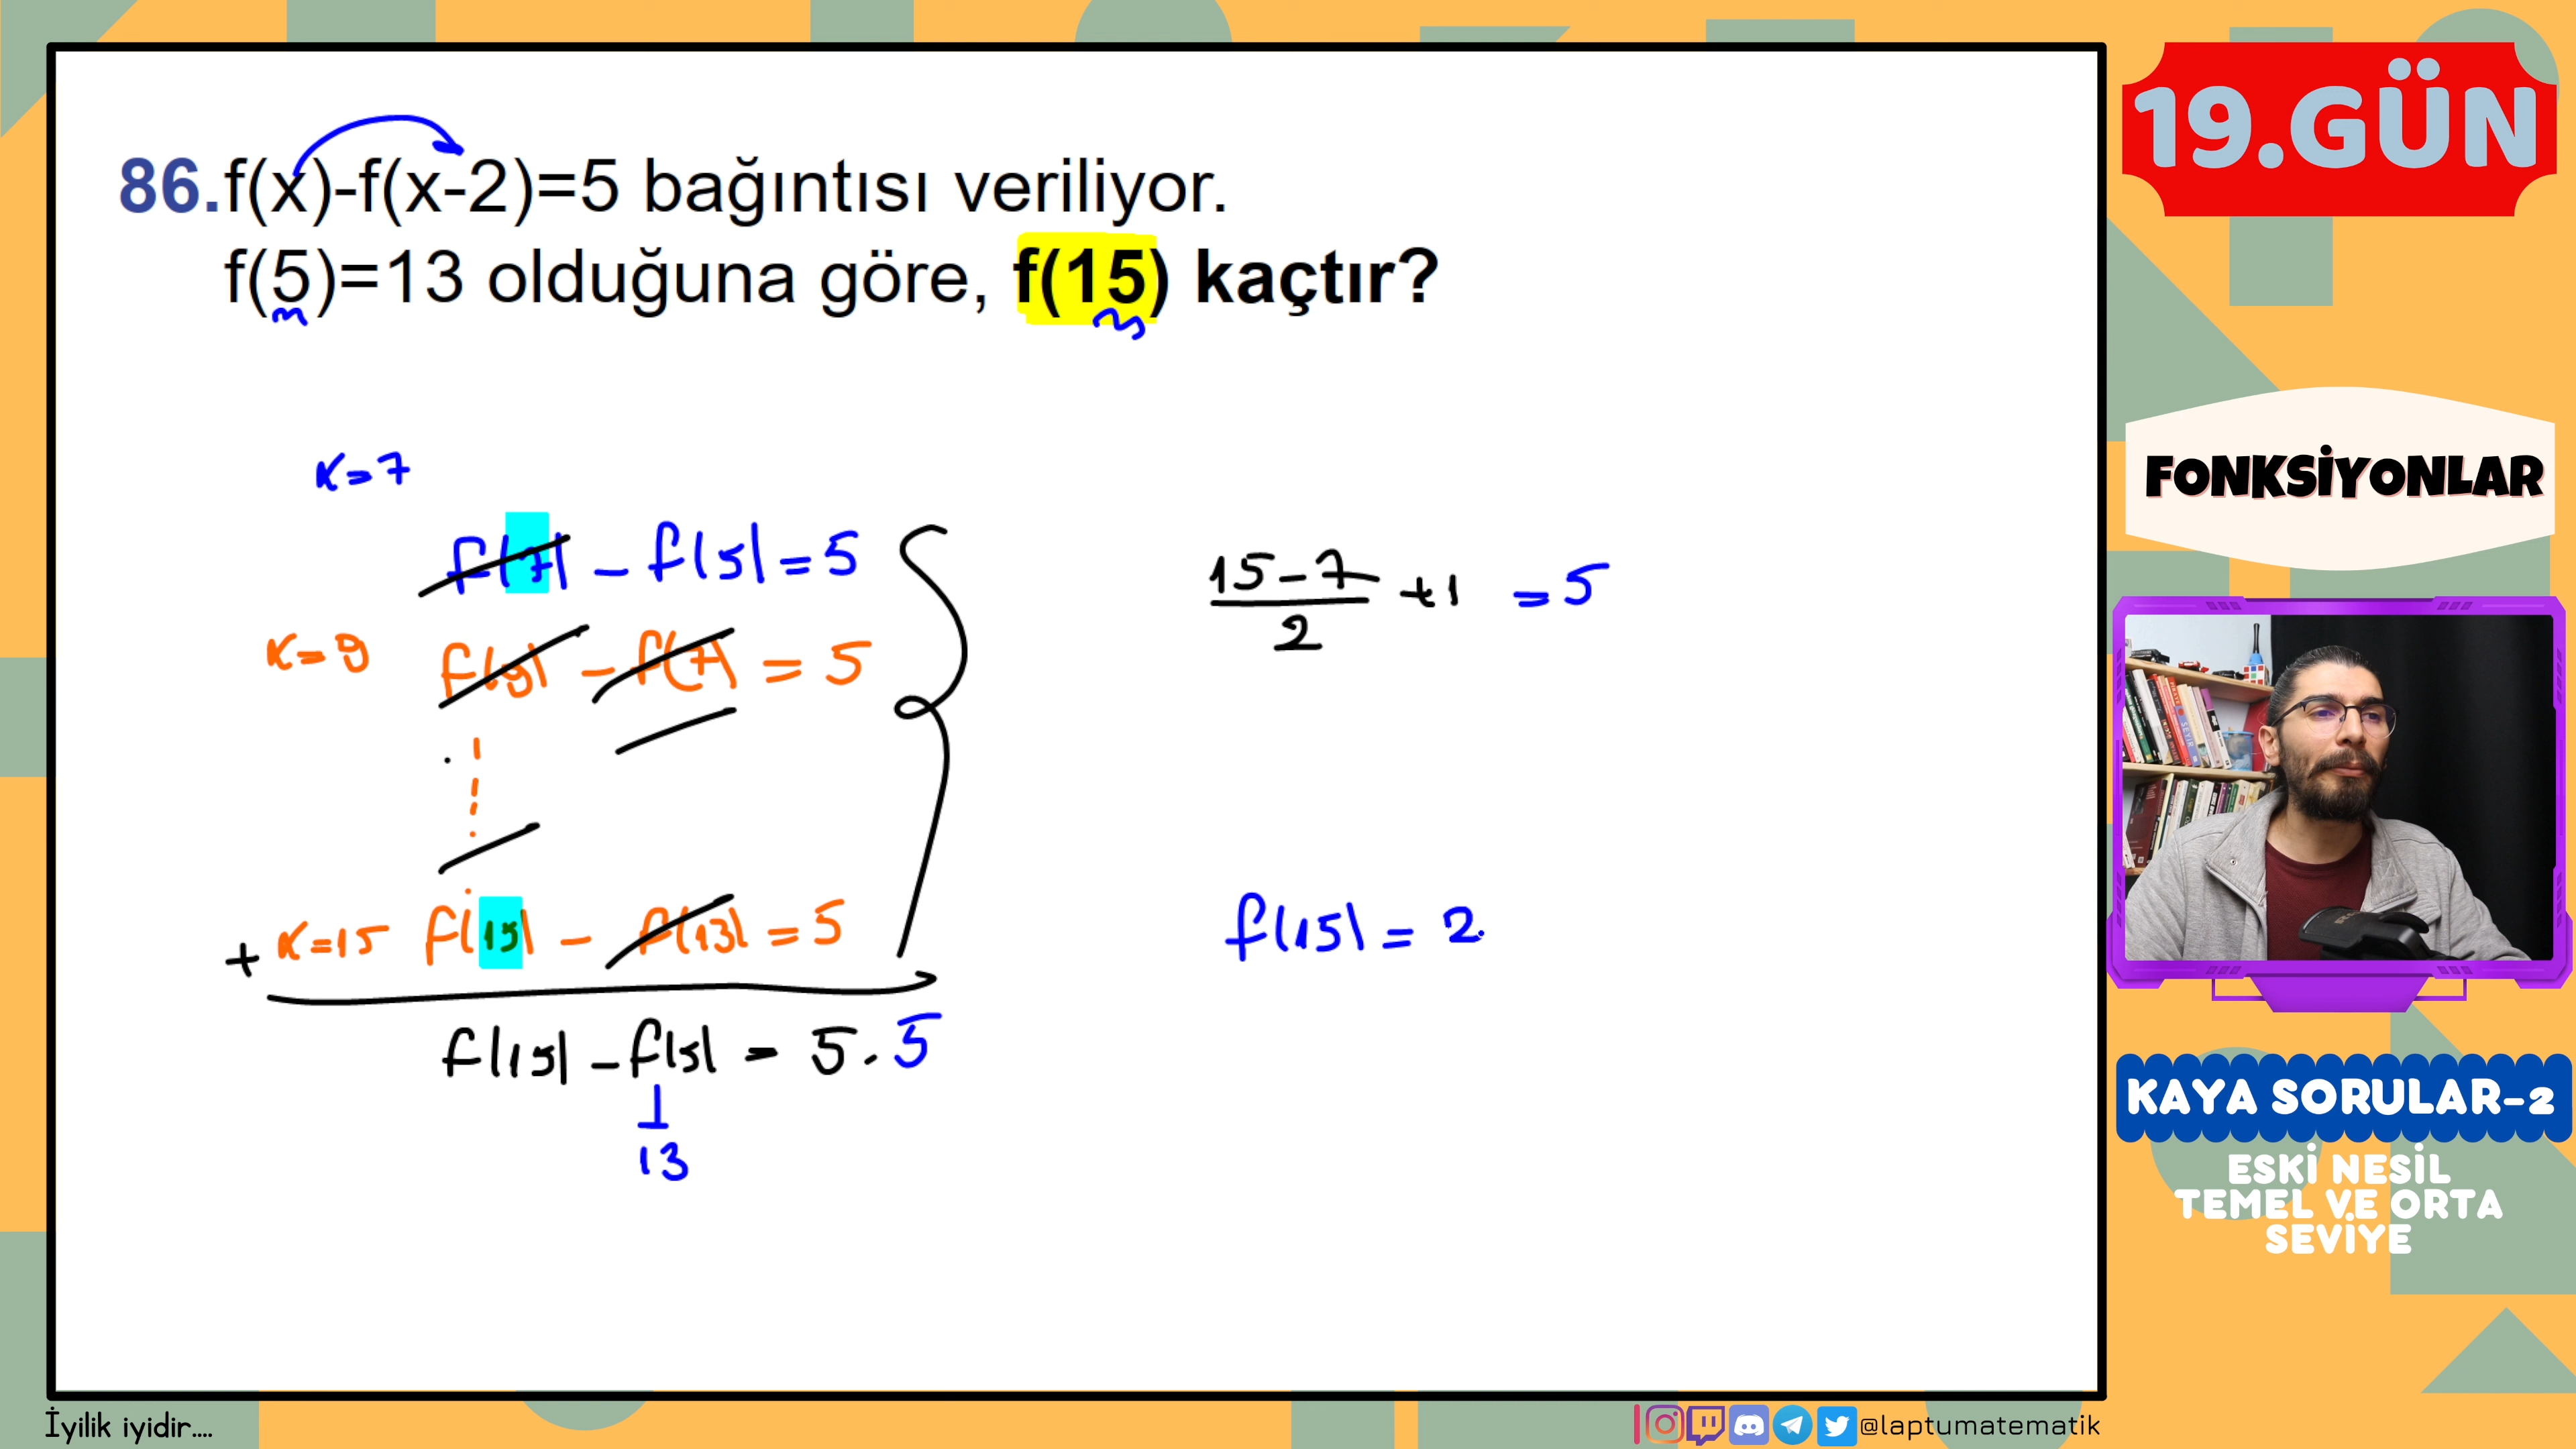 86.f(x)-f(x-2)=5 bağıntısı veriliyor.
f(5)=13 olduğuna göre, f(15) kaçtır?
x=7
f(7) - f(5) = 5
x=9 f(9) - f(7) = 5
+ x=15 f(15) - f(13) = 5
f(15) - f(5) = 5.5
13
15-7
2
+1 = 5
f(15) = 2
19.GÜN
FONKSİYONLAR
KAYA SORULAR-2
ESKİ NESİL
TEMEL VE ORTA
SEVİYE
İyilik iyidir....
@laptumatematik